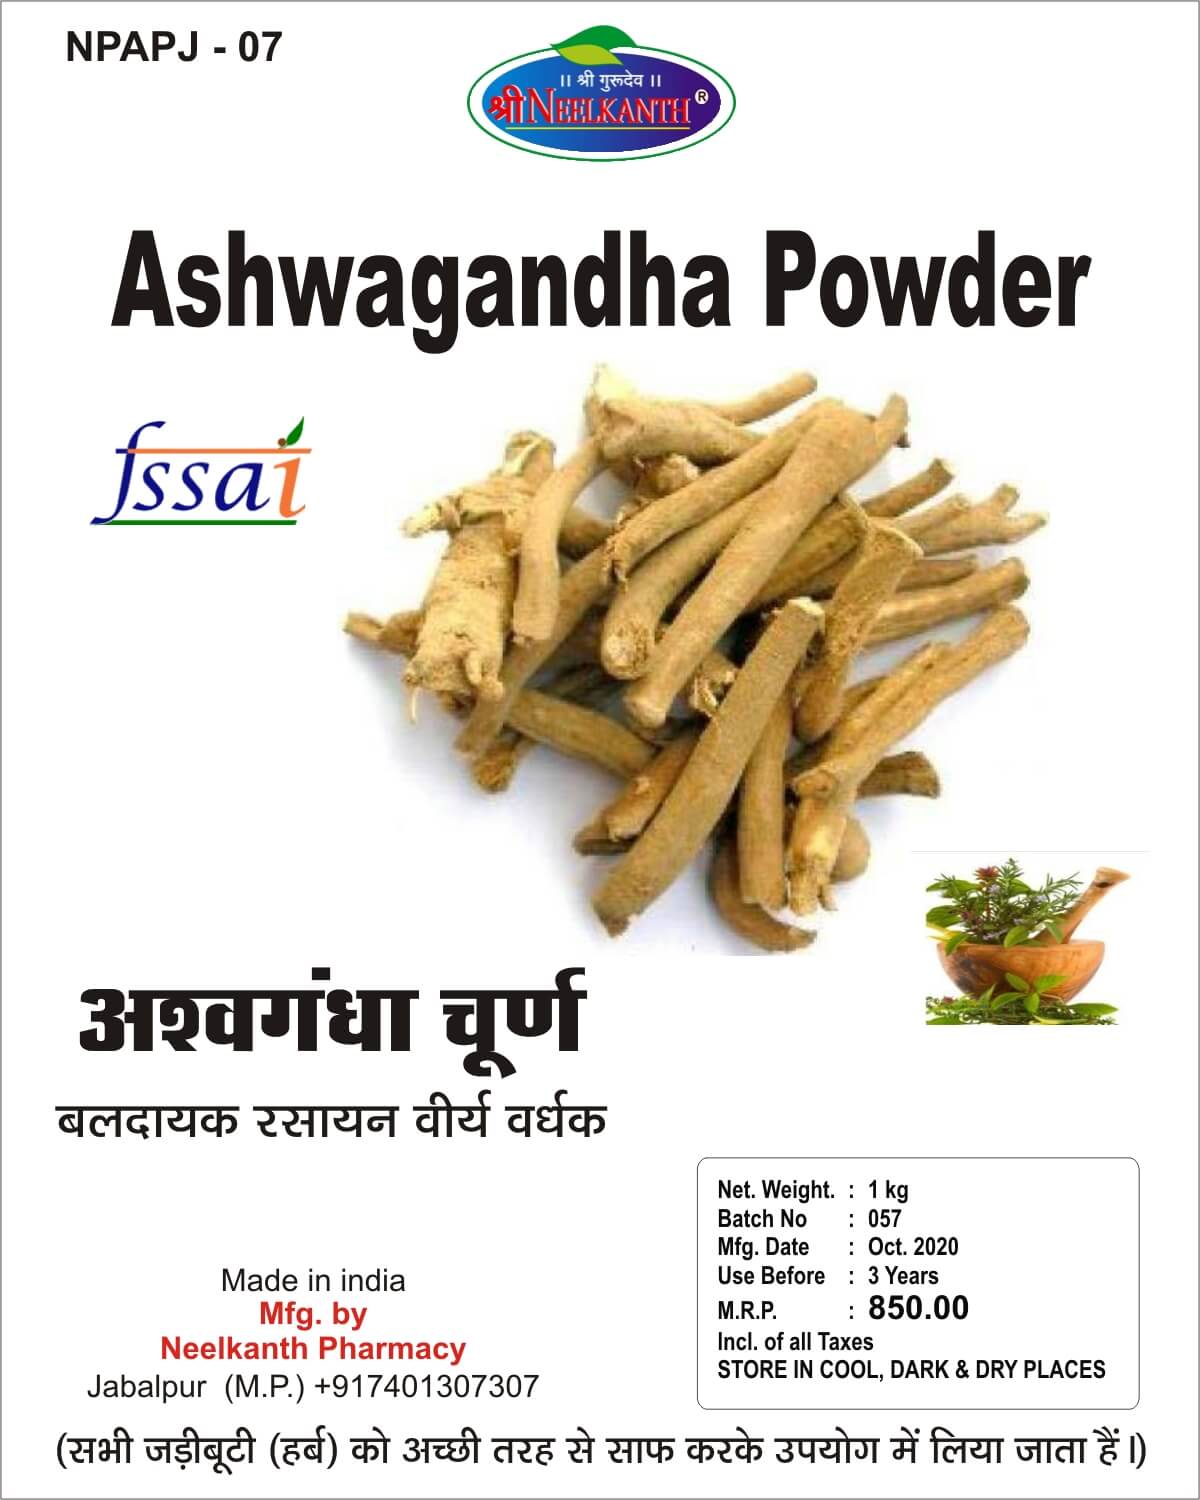 NPAPJ - 07
।। श्री गुरूदेव ।।
श्री NEELKANTH ®
Ashwagandha Powder
fssai
अश्वगंधा चूर्ण
बलदायक रसायन वीर्य वर्धक
Net. Weight. : 1 kg
Batch No : 057
Mfg. Date : Oct. 2020
Use Before : 3 Years
M.R.P. : 850.00
Incl. of all Taxes
STORE IN COOL, DARK & DRY PLACES
Made in india
Mfg. by
Neelkanth Pharmacy
Jabalpur (M.P.) +917401307307
(सभी जड़ीबूटी (हर्ब) को अच्छी तरह से साफ करके उपयोग में लिया जाता हैं।)